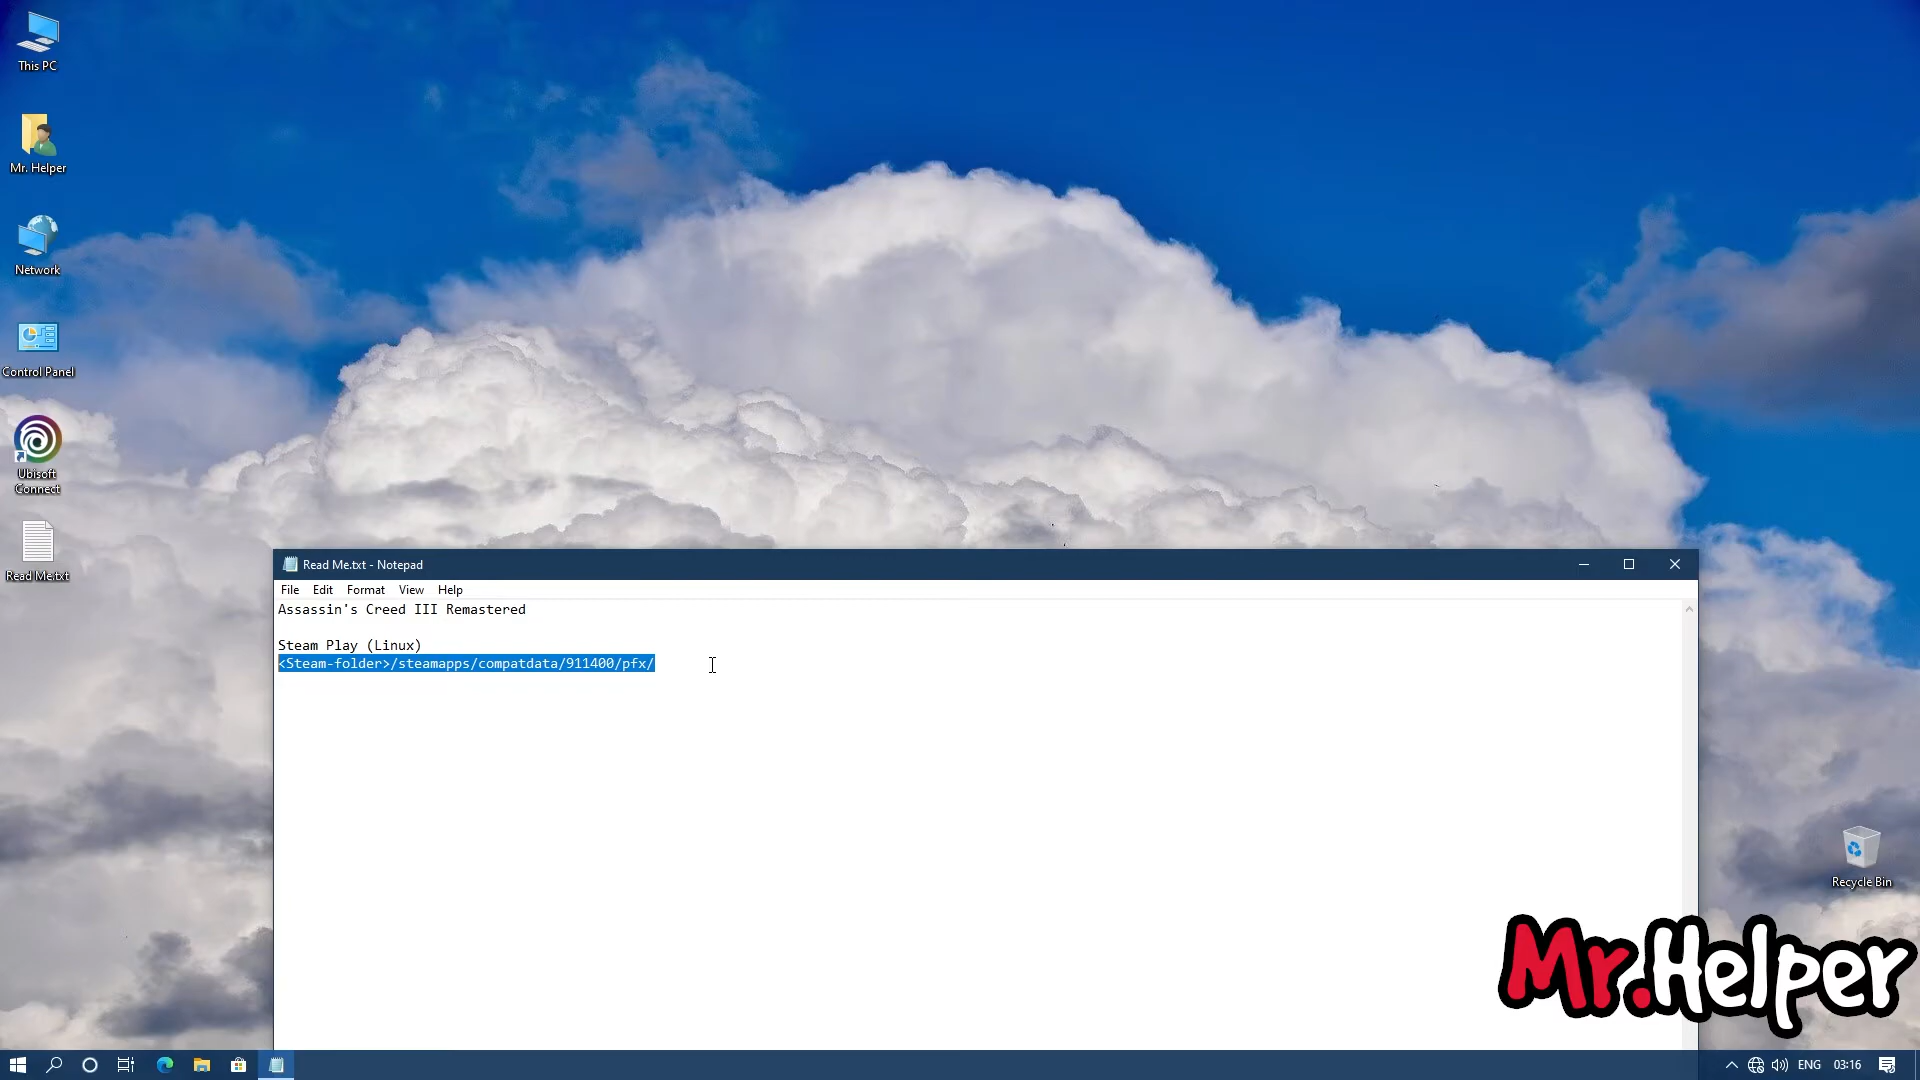 This PC
Mr. Helper
Network
Control Panel
Ubisoft
Connect
Read Me.txt
Read Me.txt - Notepad
File Edit Format View Help
Assassin's Creed III Remastered
Steam Play (Linux)
<Steam-folder>/steamapps/compatdata/911400/pfx/
Recycle Bin
Mr.Helper
ENG 03:16